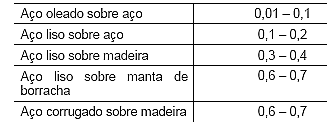 Aço oleado sobre aço 0,01 – 0,1
Aço liso sobre aço 0,1 – 0,2
Aço liso sobre madeira 0,3 – 0,4
Aço liso sobre manta de 0,6 – 0,7
borracha
Aço corrugado sobre madeira 0,6 – 0,7